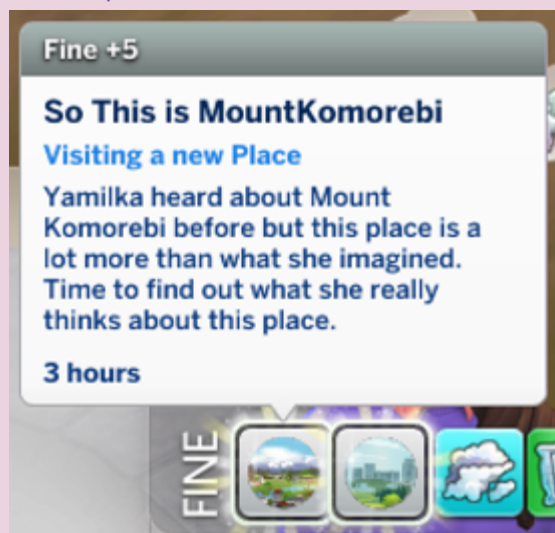 Fine +5
So This is MountKomorebi
Visiting a new Place
Yamilka heard about Mount
Komorebi before but this place is a
lot more than what she imagined.
Time to find out what she really
thinks about this place.
3 hours
FINE